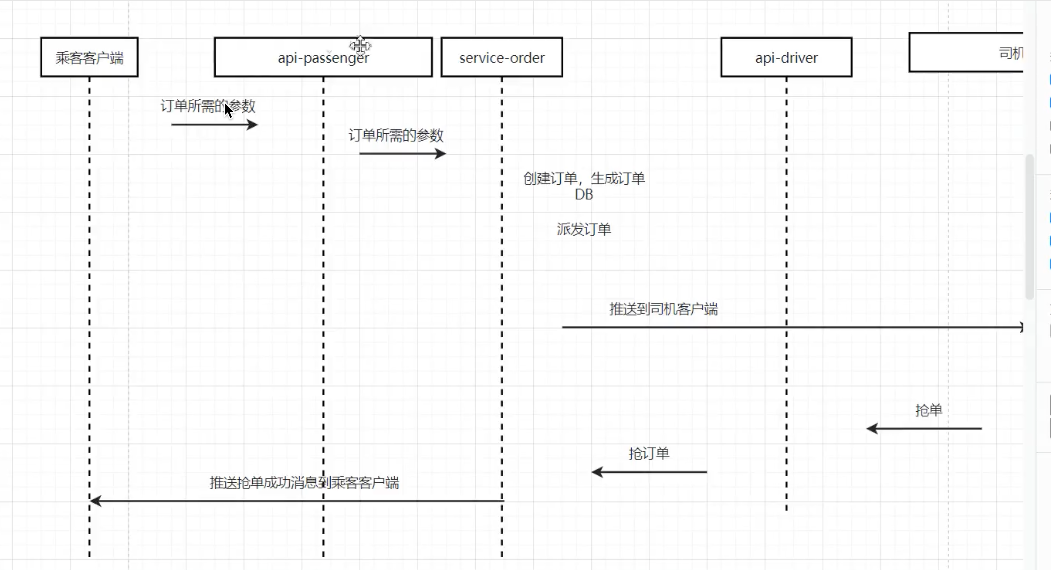 乘客客户端
api-passenger
service-order
api-driver
司机
订单所需的参数
订单所需的参数
创建订单，生成订单
DB
派发订单
推送到司机客户端
抢单
抢订单
推送抢单成功消息到乘客客户端